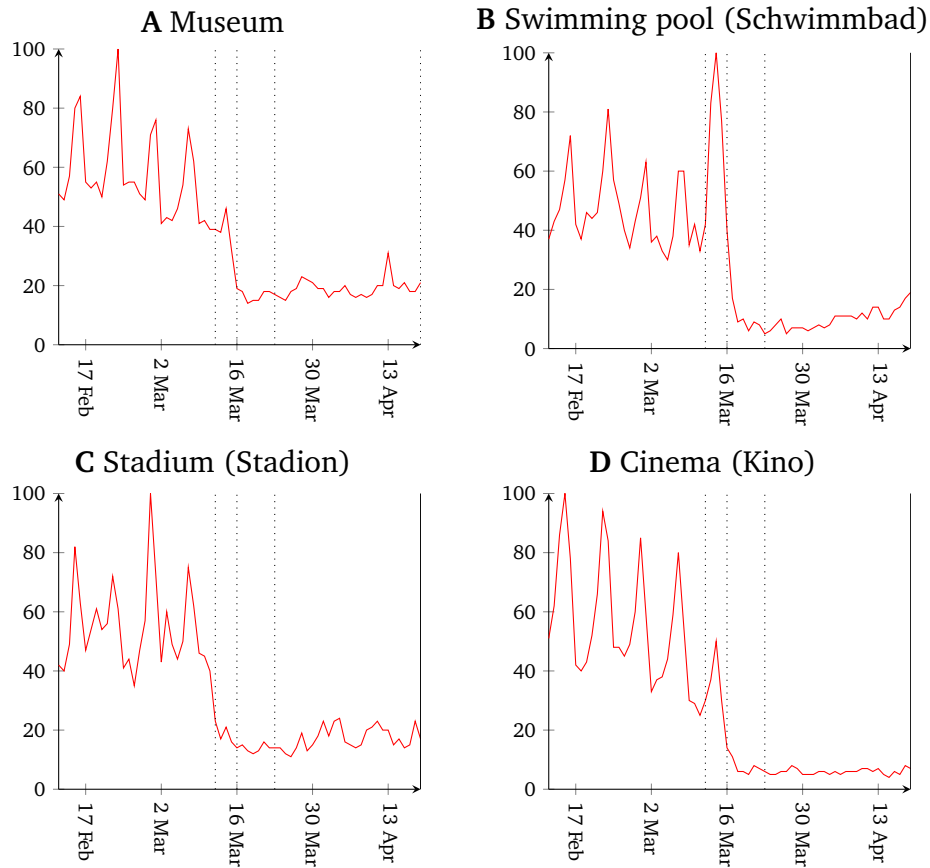 A Museum
100
80
60
40
20
0
17 Feb
2 Mar
16 Mar
30 Mar
13 Apr
B Swimming pool (Schwimmbad)
100
80
60
40
20
0
17 Feb
2 Mar
16 Mar
30 Mar
13 Apr
C Stadium (Stadion)
100
80
60
40
20
0
17 Feb
2 Mar
16 Mar
30 Mar
13 Apr
D Cinema (Kino)
100
80
60
40
20
0
17 Feb
2 Mar
16 Mar
30 Mar
13 Apr